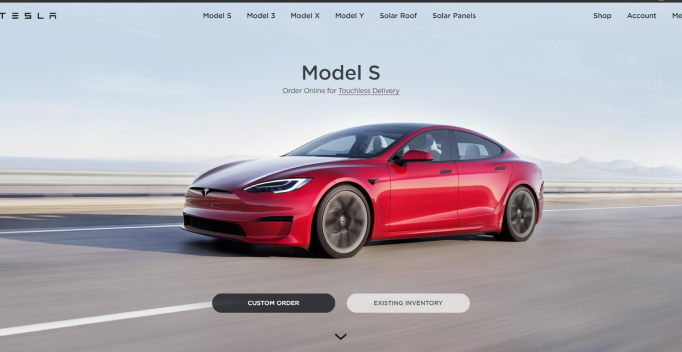 TESLA Model S Model 3 Model X Model Y Solar Roof Solar Panels Shop Account Me
Model S
Order Online for Touchless Delivery
CUSTOM ORDER EXISTING INVENTORY